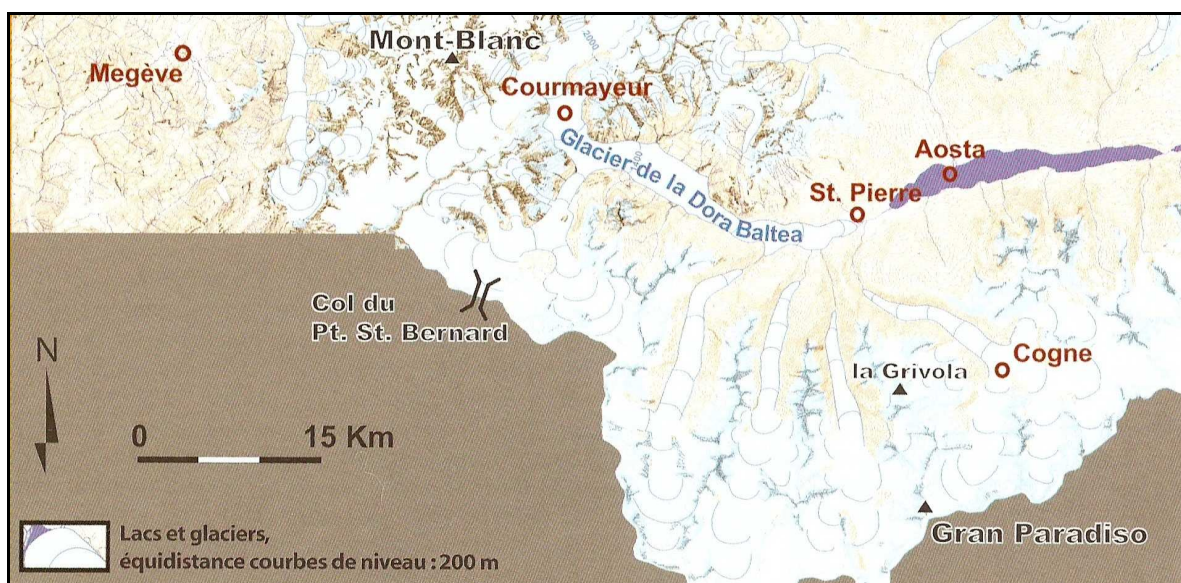 Mont-Blanc
2000
Megève
Courmayeur
Glacier de la Dora Baltea
Aosta
St. Pierre
Col du
Pt. St. Bernard
la Grivola
Cogne
N
0 15 Km
Gran Paradiso
Lacs et glaciers,
équidistance courbes de niveau : 200 m